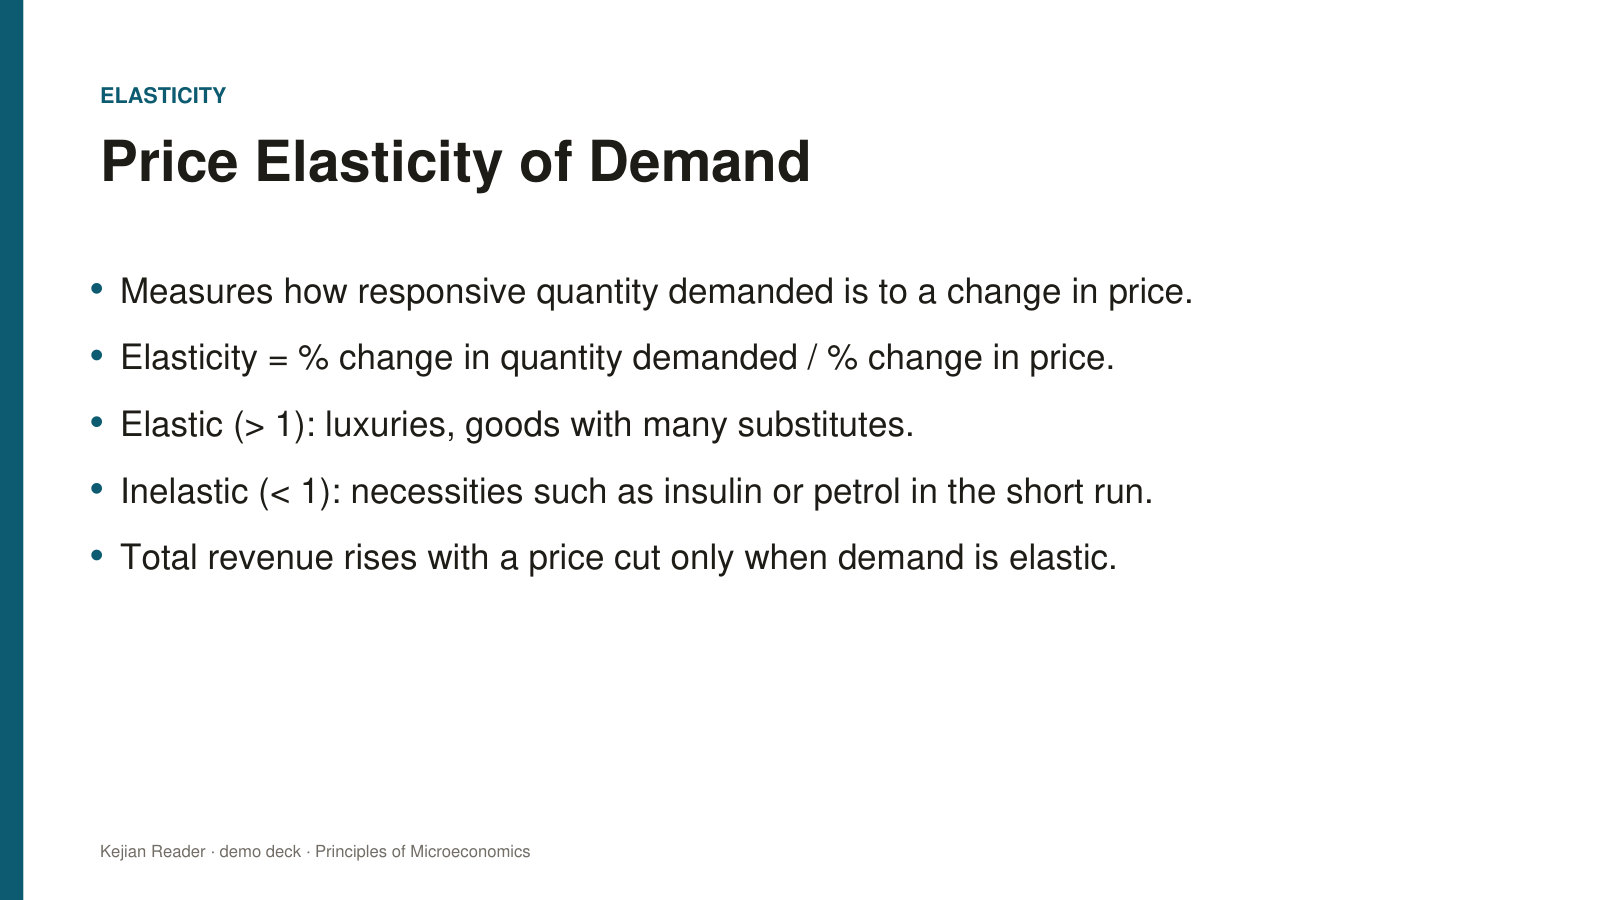 ELASTICITY
Price Elasticity of Demand
• Measures how responsive quantity demanded is to a change in price.
• Elasticity = % change in quantity demanded / % change in price.
• Elastic (> 1): luxuries, goods with many substitutes.
• Inelastic (< 1): necessities such as insulin or petrol in the short run.
• Total revenue rises with a price cut only when demand is elastic.
Kejian Reader · demo deck · Principles of Microeconomics